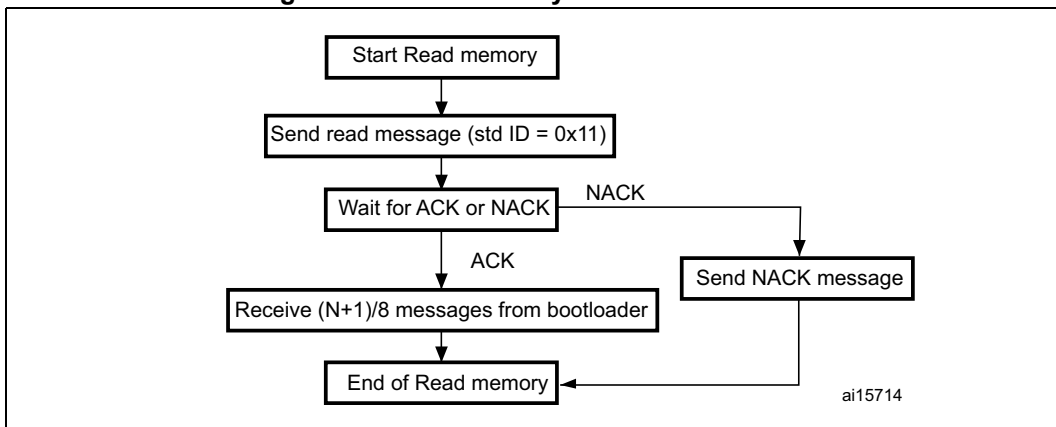 Start Read memory
Send read message (std ID = 0x11)
Wait for ACK or NACK
NACK
ACK
Send NACK message
Receive (N+1)/8 messages from bootloader
End of Read memory
ai15714